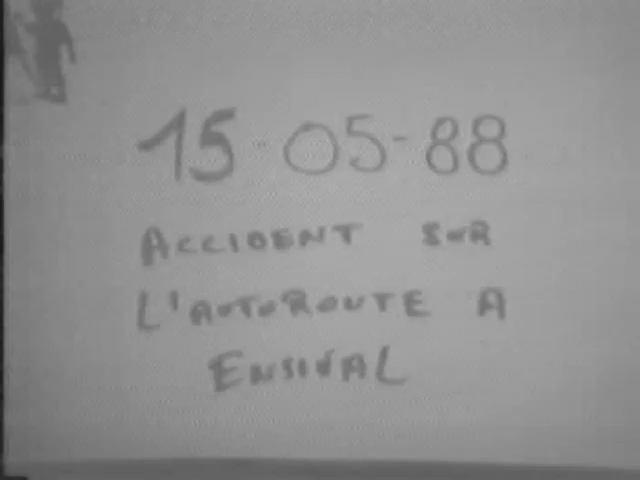 15-05-88
ACCIDENT SUR
L'AUTOROUTE A
ENSIVAL